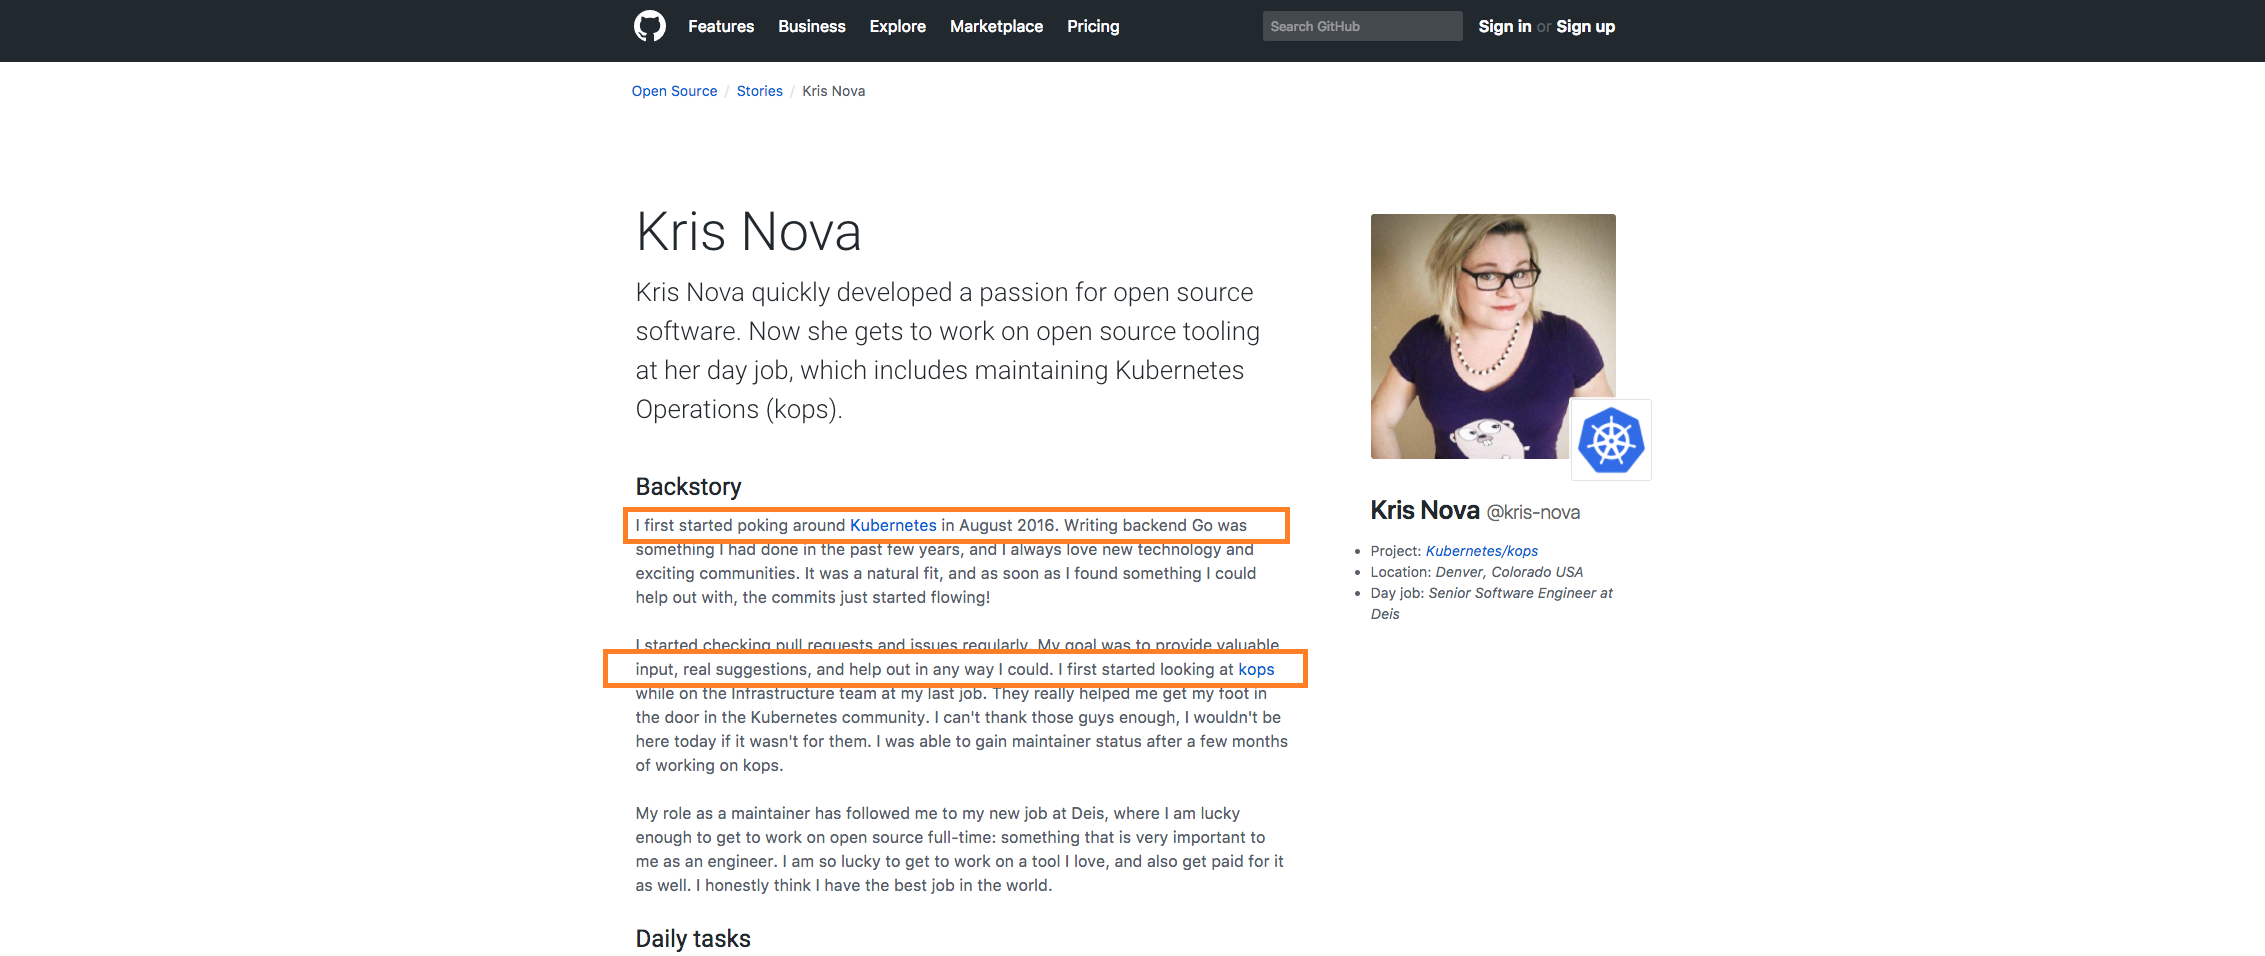 Features Business Explore Marketplace Pricing Search GitHub Sign in or Sign up
Open Source / Stories / Kris Nova
Kris Nova
Kris Nova quickly developed a passion for open source
software. Now she gets to work on open source tooling
at her day job, which includes maintaining Kubernetes
Operations (kops).
Backstory
I first started poking around Kubernetes in August 2016. Writing backend Go was
something I had done in the past few years, and I always love new technology and
exciting communities. It was a natural fit, and as soon as I found something I could
help out with, the commits just started flowing!
I started checking pull requests and issues regularly. My goal was to provide valuable
input, real suggestions, and help out in any way I could. I first started looking at kops
while on the Infrastructure team at my last job. They really helped me get my foot in
the door in the Kubernetes community. I can't thank those guys enough, I wouldn't be
here today if it wasn't for them. I was able to gain maintainer status after a few months
of working on kops.
My role as a maintainer has followed me to my new job at Deis, where I am lucky
enough to get to work on open source full-time: something that is very important to
me as an engineer. I am so lucky to get to work on a tool I love, and also get paid for it
as well. I honestly think I have the best job in the world.
Daily tasks
Kris Nova @kris-nova
Project: Kubernetes/kops
Location: Denver, Colorado USA
Day job: Senior Software Engineer at
Deis